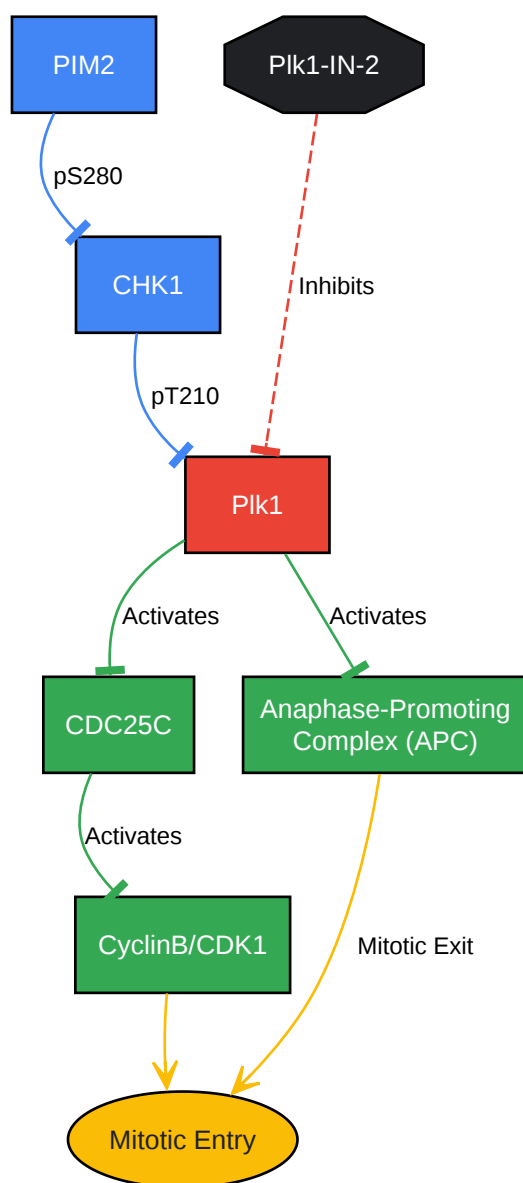 PIM2
Plk1-IN-2
pS280
CHK1
Inhibits
pT210
Plk1
Activates
Activates
CDC25C
Anaphase-Promoting
Complex (APC)
Activates
CyclinB/CDK1
Mitotic Exit
Mitotic Entry